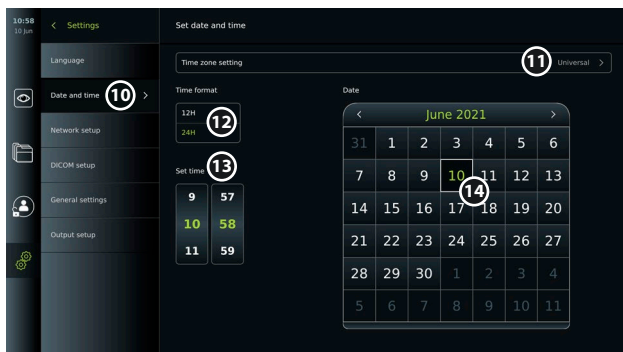 10:58
10 Jun
Settings
Language
Date and time
10
Network setup
DICOM setup
General settings
Output setup
Set date and time
Time zone setting
11
Universal
Time format
12H
24H
12
Set time
13
9 57
10 58
11 59
Date
June 2021
31 1 2 3 4 5 6
7 8 9 10 11 12 13
14
14 15 16 17 18 19 20
21 22 23 24 25 26 27
28 29 30 1 2 3 4
5 6 7 8 9 10 11